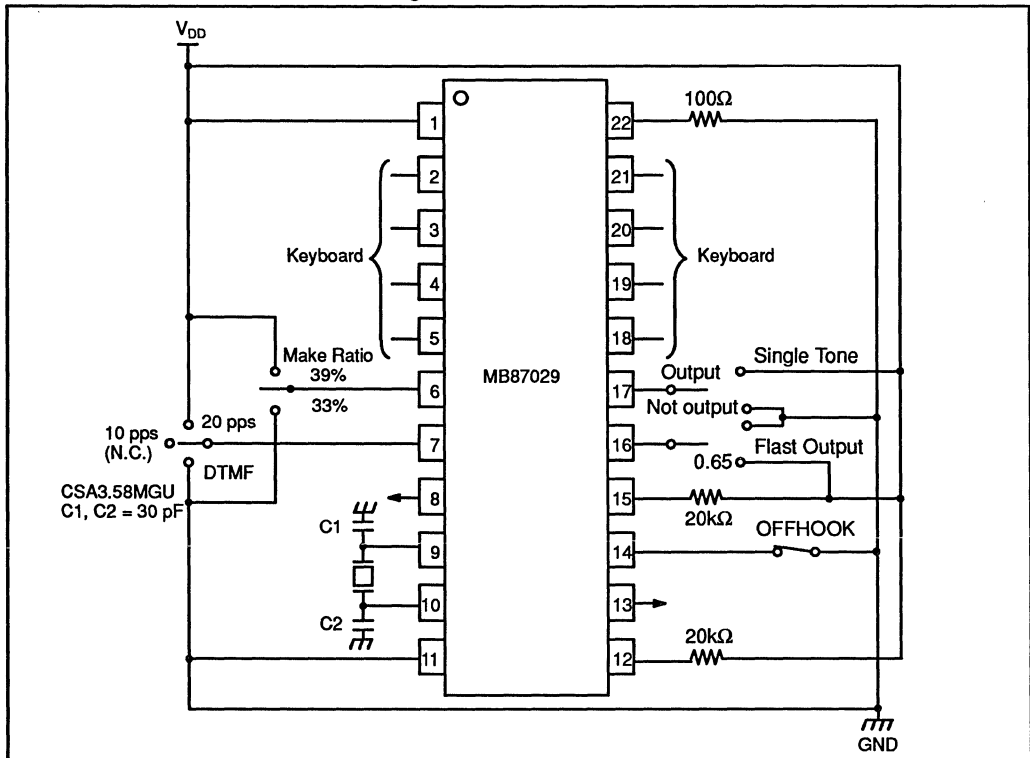 V_DD
1
22
100Ω
2
21
3
20
Keyboard
Keyboard
4
19
5
18
Make Ratio
39%
33%
6
MB87029
17
Output
Single Tone
Not output
20 pps
10 pps
(N.C.)
7
16
0.65
Flast Output
DTMF
CSA3.58MGU
C1, C2 = 30 pF
8
15
20kΩ
C1
9
14
OFFHOOK
10
13
C2
11
12
20kΩ
GND